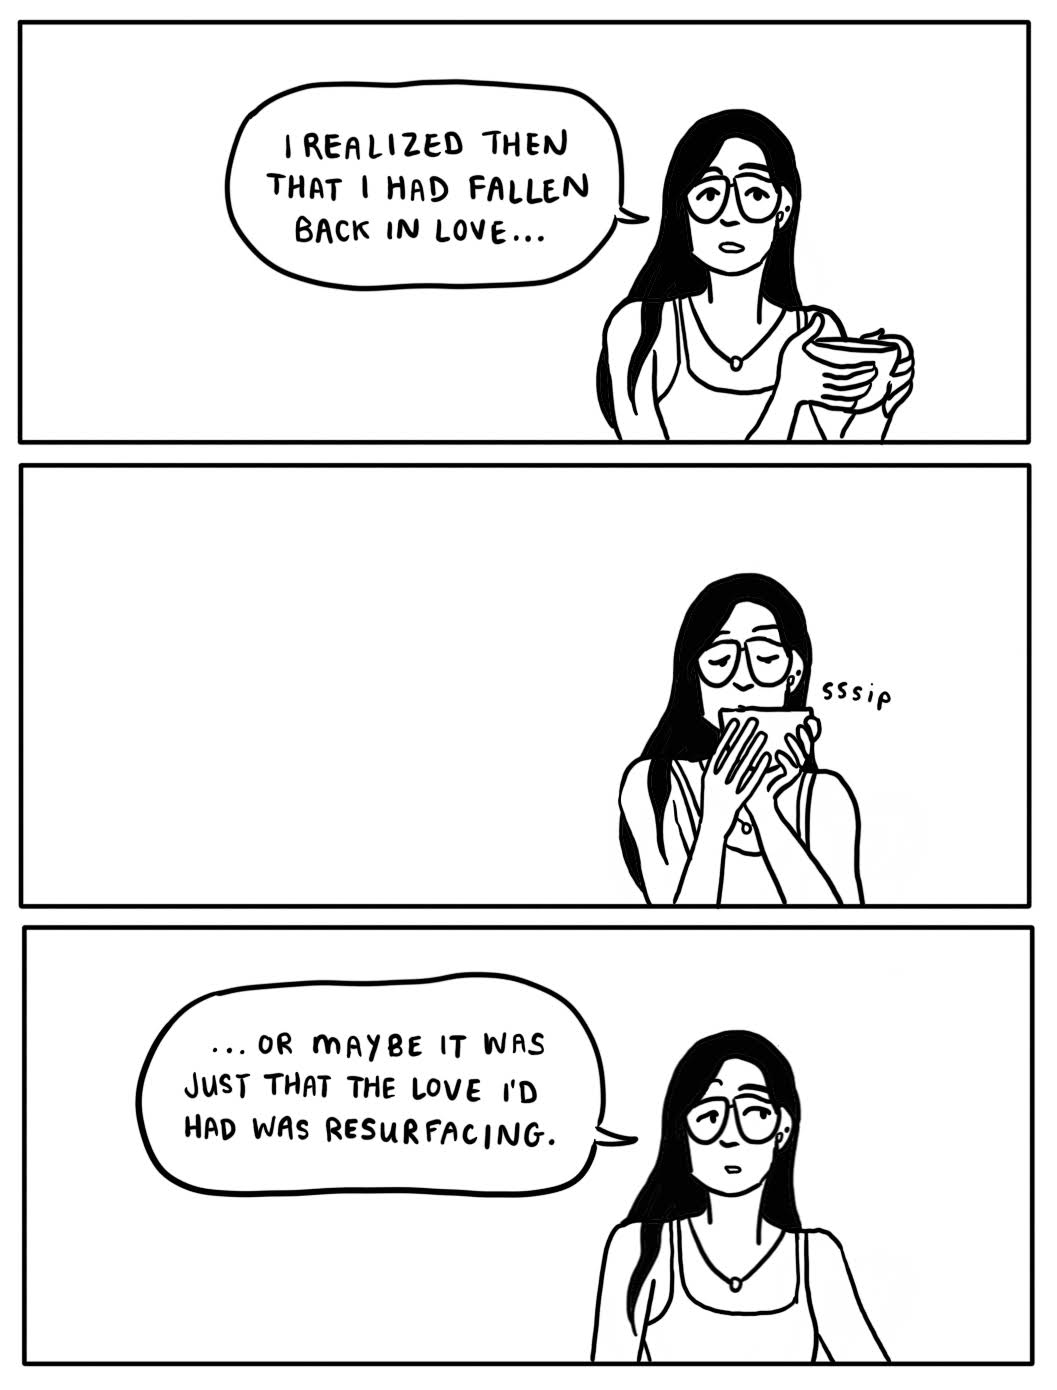 I REALIZED THEN
THAT I HAD FALLEN
BACK IN LOVE...
sssip
...OR MAYBE IT WAS
JUST THAT THE LOVE I'D
HAD WAS RESURFACING.